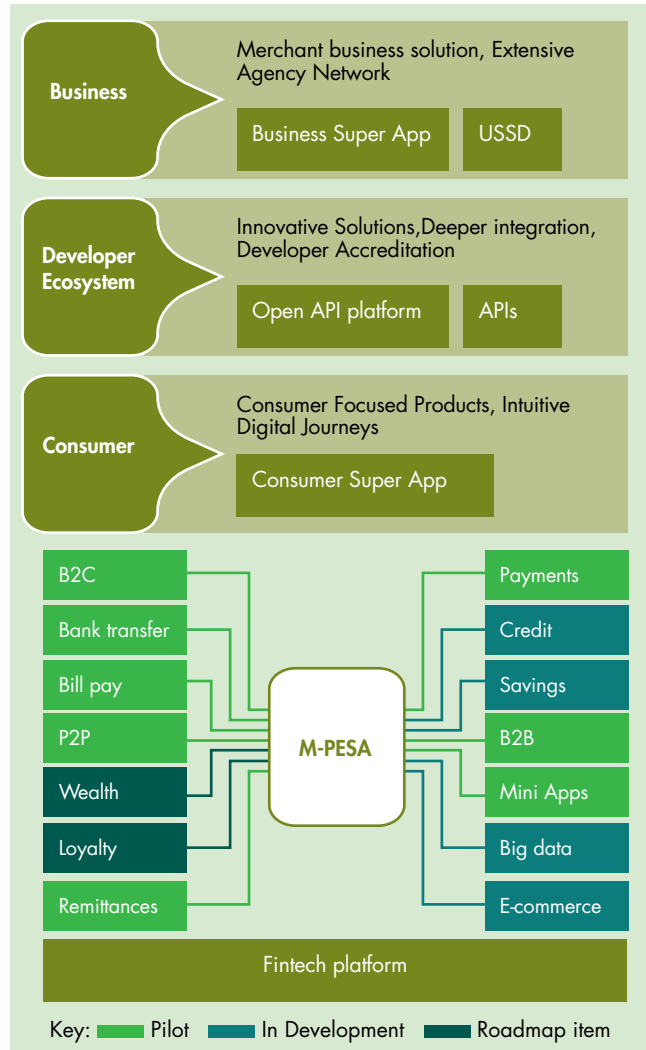 Business
Merchant business solution, Extensive
Agency Network
Business Super App
USSD
Developer
Ecosystem
Innovative Solutions,Deeper integration,
Developer Accreditation
Open API platform
APIs
Consumer
Consumer Focused Products, Intuitive
Digital Journeys
Consumer Super App
B2C
Bank transfer
Bill pay
P2P
Wealth
Loyalty
Remittances
M-PESA
Payments
Credit
Savings
B2B
Mini Apps
Big data
E-commerce
Fintech platform
Key: Pilot In Development Roadmap item